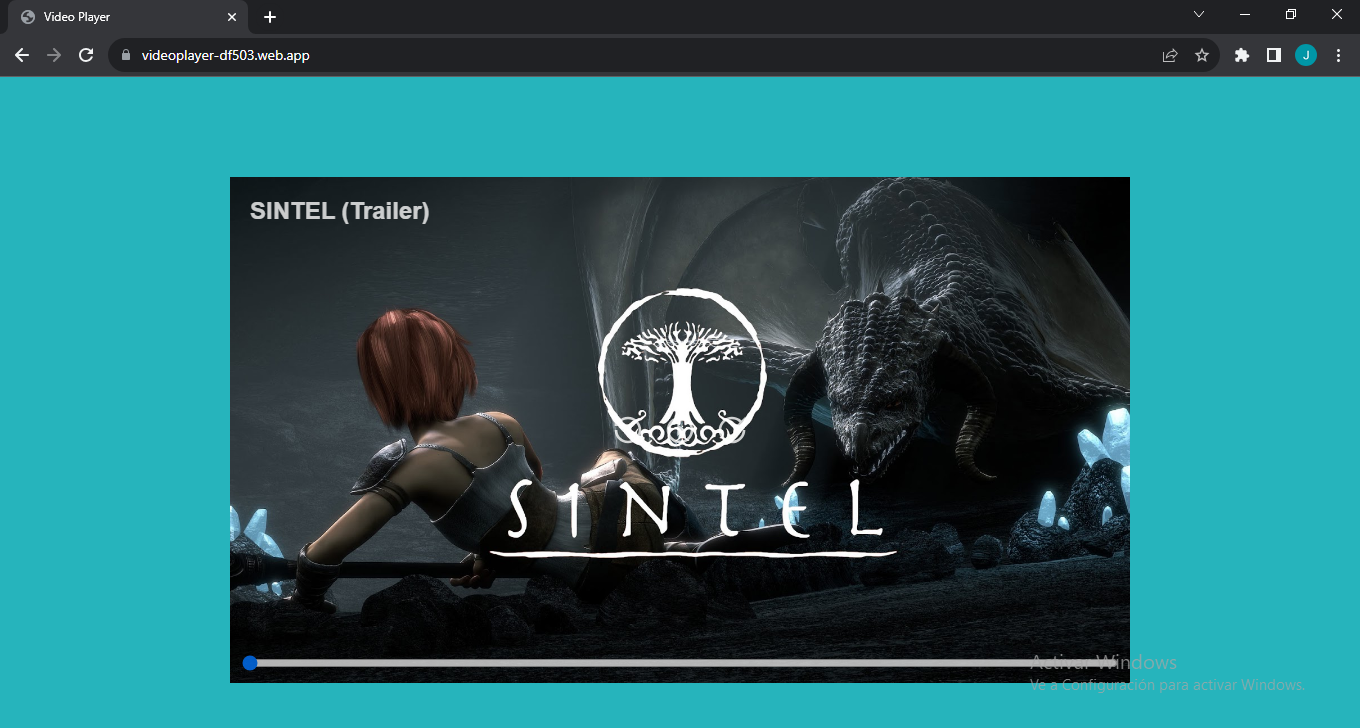 Video Player
videoplayer-df503.web.app
J
SINTEL (Trailer)
SINTEL
Activar Windows
Ve a Configuración para activar Windows.